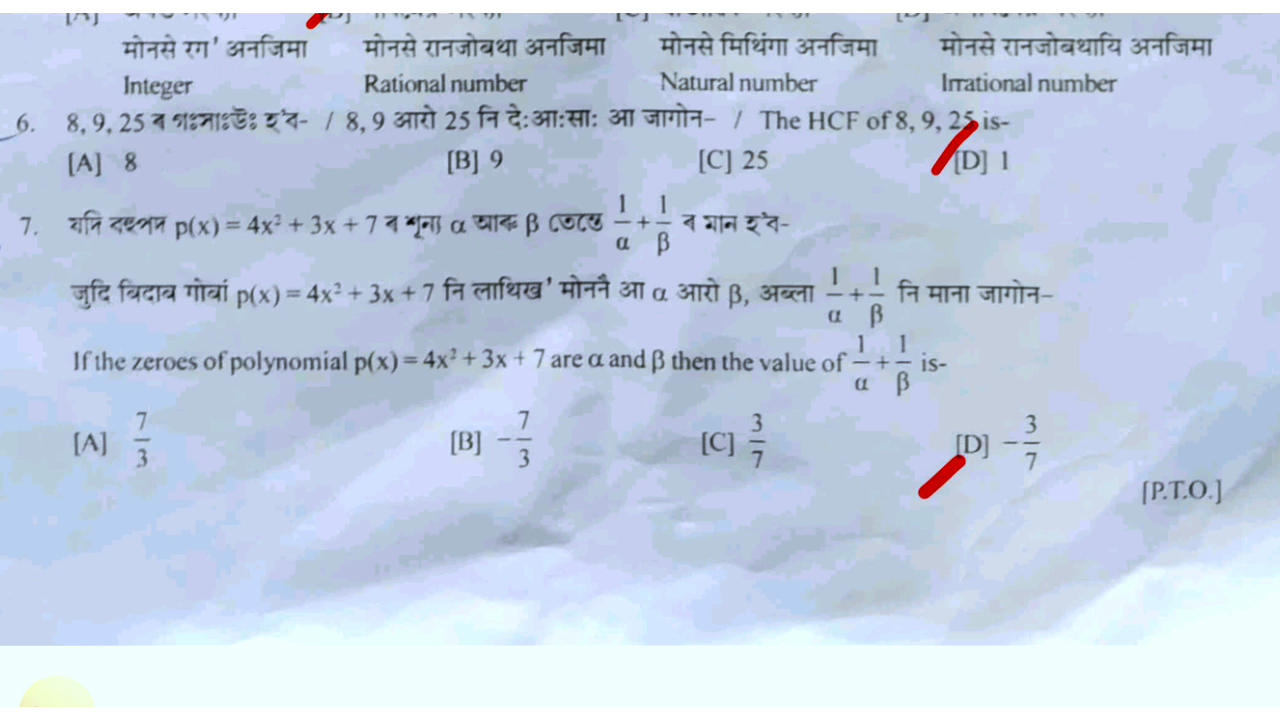 मोनसे रग' अनजिमा मोनसे रानजोबथा अनजिमा मोनसे मिथिंगा अनजिमा मोनसे रानजोबथायि अनजिमा
Integer Rational number Natural number Irrational number
6. 8, 9, 25 ৰ গঃসাঃউঃ হ'ব- / 8, 9 आरो 25 नि दे:आ:सा: आ जागोन- / The HCF of 8, 9, 25 is-
[A] 8 [B] 9 [C] 25 [D] 1
7. যদি বহুপদ p(x) = 4x² + 3x + 7 ৰ শূন্য α আৰু β তেন্তে 1/α + 1/β ৰ মান হ'ব-
जुदि बिदाब गोबां p(x) = 4x² + 3x + 7 नि लाथिख' मोननै आ α आरो β, अब्ला 1/α + 1/β नि माना जागोन-
If the zeroes of polynomial p(x) = 4x² + 3x + 7 are α and β then the value of 1/α + 1/β is-
[A] 7/3 [B] -7/3 [C] 3/7 [D] -3/7
[P.T.O.]